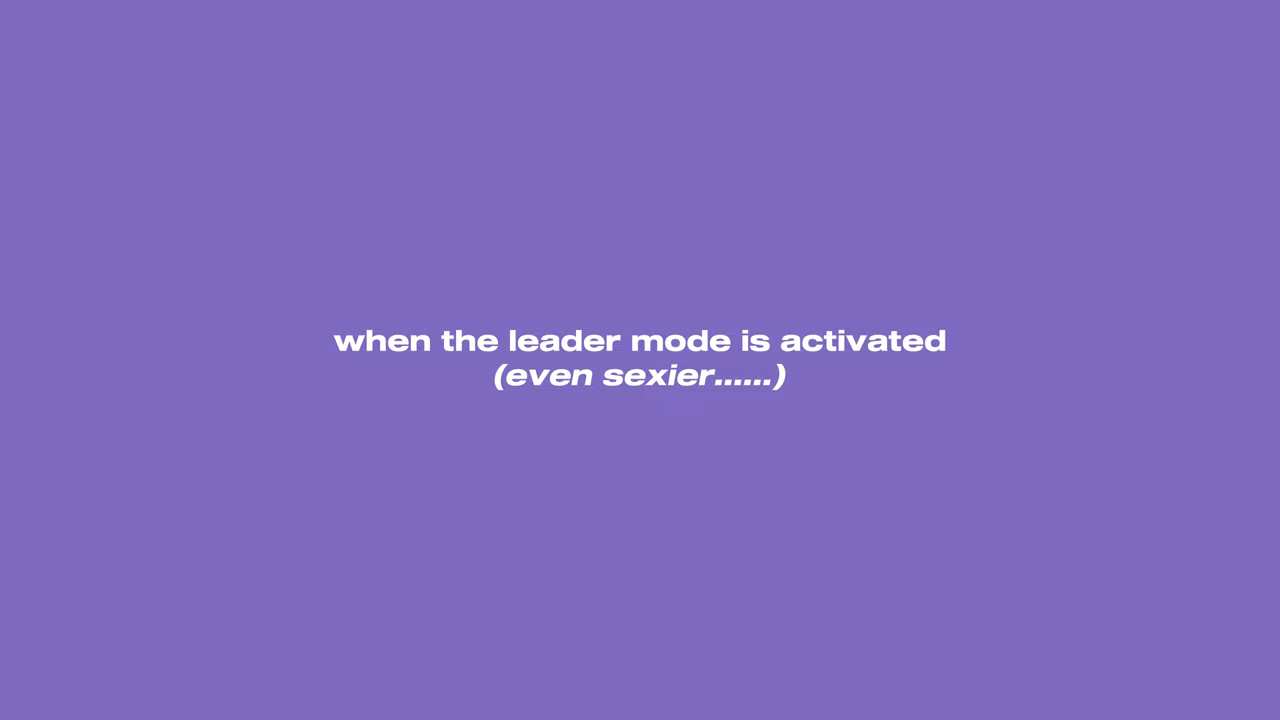 when the leader mode is activated
(even sexier......)